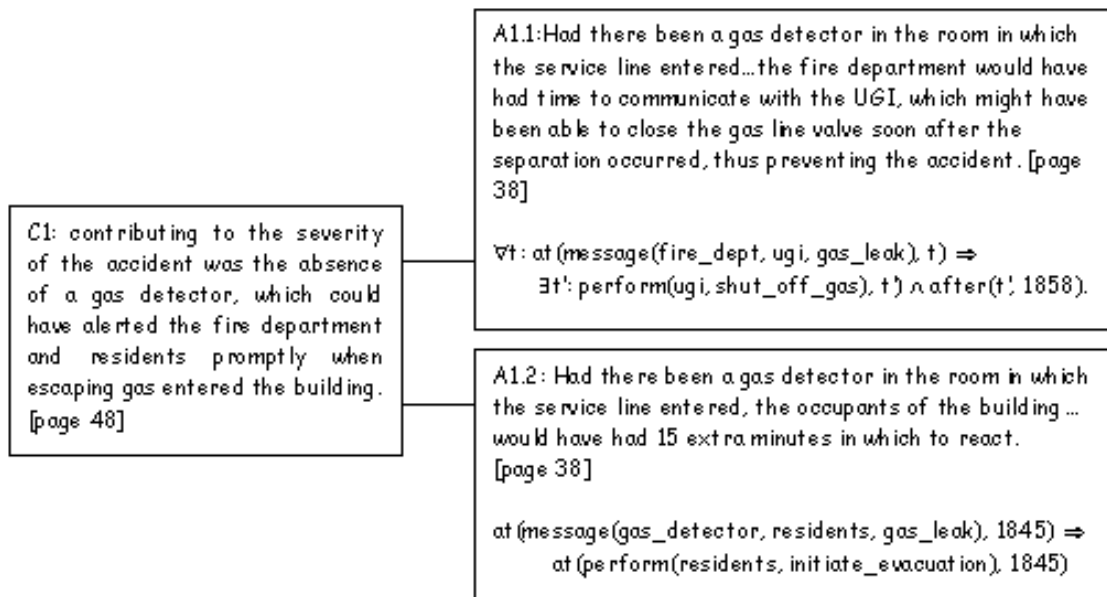 C1: contributing to the severity
of the accident was the absence
of a gas detector, which could
have alerted the fire department
and residents promptly when
escaping gas entered the building.
[page 48]
A1.1:Had there been a gas detector in the room in which
the service line entered...the fire department would have
had time to communicate with the UGI, which might have
been able to close the gas line valve soon after the
separation occurred, thus preventing the accident. [page
38]
∀t: at(message(fire_dept, ugi, gas_leak), t) ⇒
∃t': perform(ugi, shut_off_gas), t') ∧ after(t', 1858).
A1.2: Had there been a gas detector in the room in which
the service line entered, the occupants of the building ...
would have had 15 extra minutes in which to react.
[page 38]
at(message(gas_detector, residents, gas_leak), 1845) ⇒
at(perform(residents, initiate_evacuation), 1845)